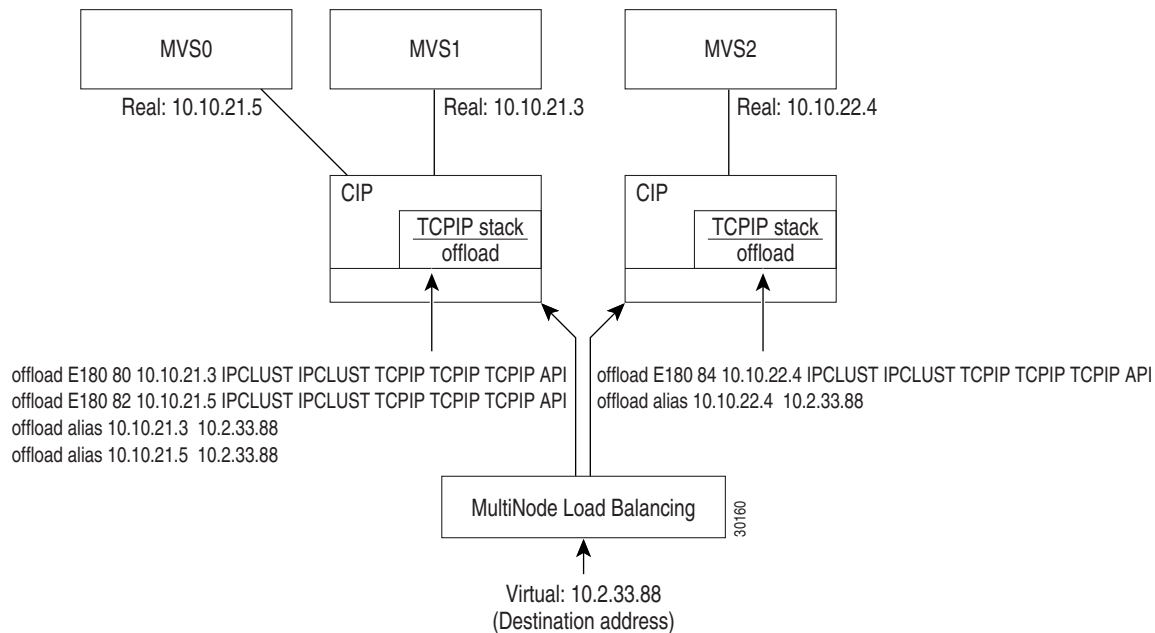 MVS0
MVS1
MVS2
Real: 10.10.21.5
Real: 10.10.21.3
Real: 10.10.22.4
CIP
TCPIP stack
offload
CIP
TCPIP stack
offload
offload E180 80 10.10.21.3 IPCLUST IPCLUST TCPIP TCPIP TCPIP API
offload E180 82 10.10.21.5 IPCLUST IPCLUST TCPIP TCPIP TCPIP API
offload alias 10.10.21.3 10.2.33.88
offload alias 10.10.21.5 10.2.33.88
offload E180 84 10.10.22.4 IPCLUST IPCLUST TCPIP TCPIP TCPIP API
offload alias 10.10.22.4 10.2.33.88
MultiNode Load Balancing
30160
Virtual: 10.2.33.88
(Destination address)